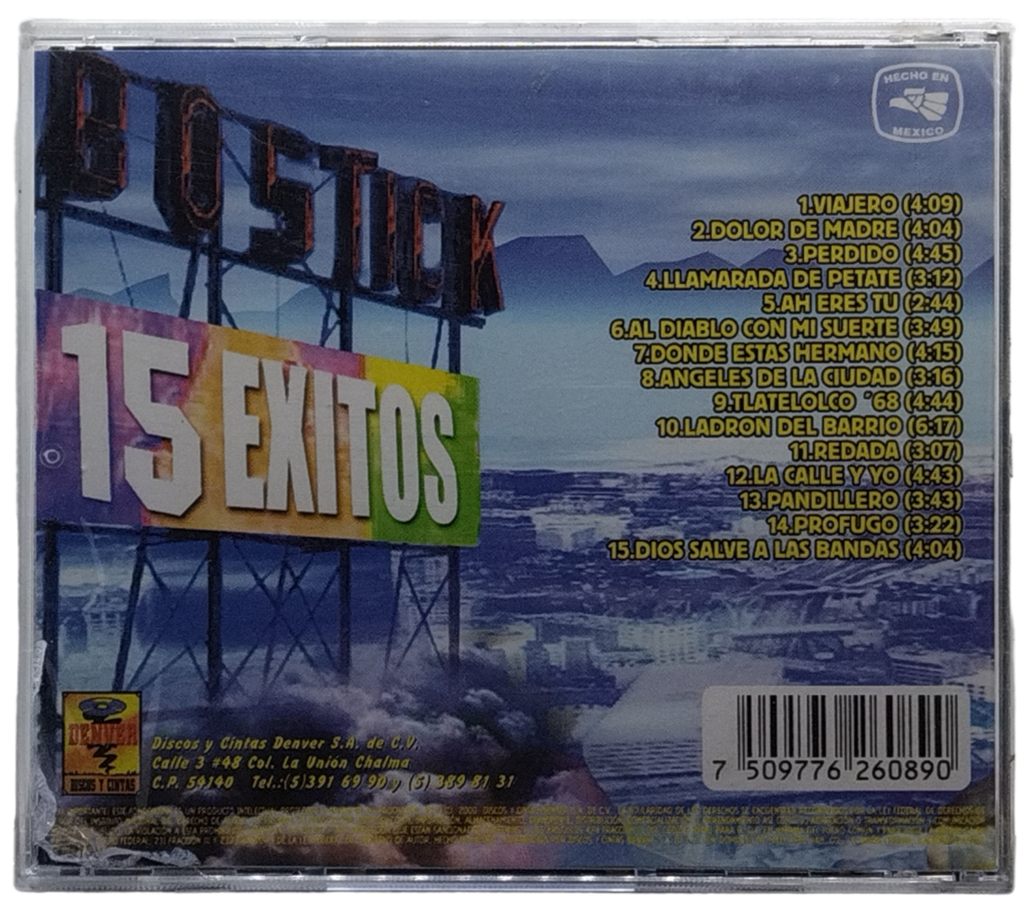 BOSTICK
15 EXITOS
HECHO EN
MEXICO
1.VIAJERO (4:09)
2.DOLOR DE MADRE (4:04)
3.PERDIDO (4:45)
4.LLAMARADA DE PETATE (3:12)
5.AH ERES TU (2:44)
6.AL DIABLO CON MI SUERTE (3:49)
7.DONDE ESTAS HERMANO (4:15)
8.ANGELES DE LA CIUDAD (3:16)
9.TLATELOLCO ´68 (4:44)
10.LADRON DEL BARRIO (6:17)
11.REDADA (3:07)
12.LA CALLE Y YO (4:43)
13.PANDILLERO (3:43)
14.PROFUGO (3:22)
15.DIOS SALVE A LAS BANDAS (4:04)
DENVER
DISCOS Y CINTAS
Discos y Cintas Denver S.A. de C.V.
Calle 3 #48 Col. La Unión Chalma
C.P. 54140 Tel.:(5)391 69 90 y (5) 389 81 31
7 509776 260890